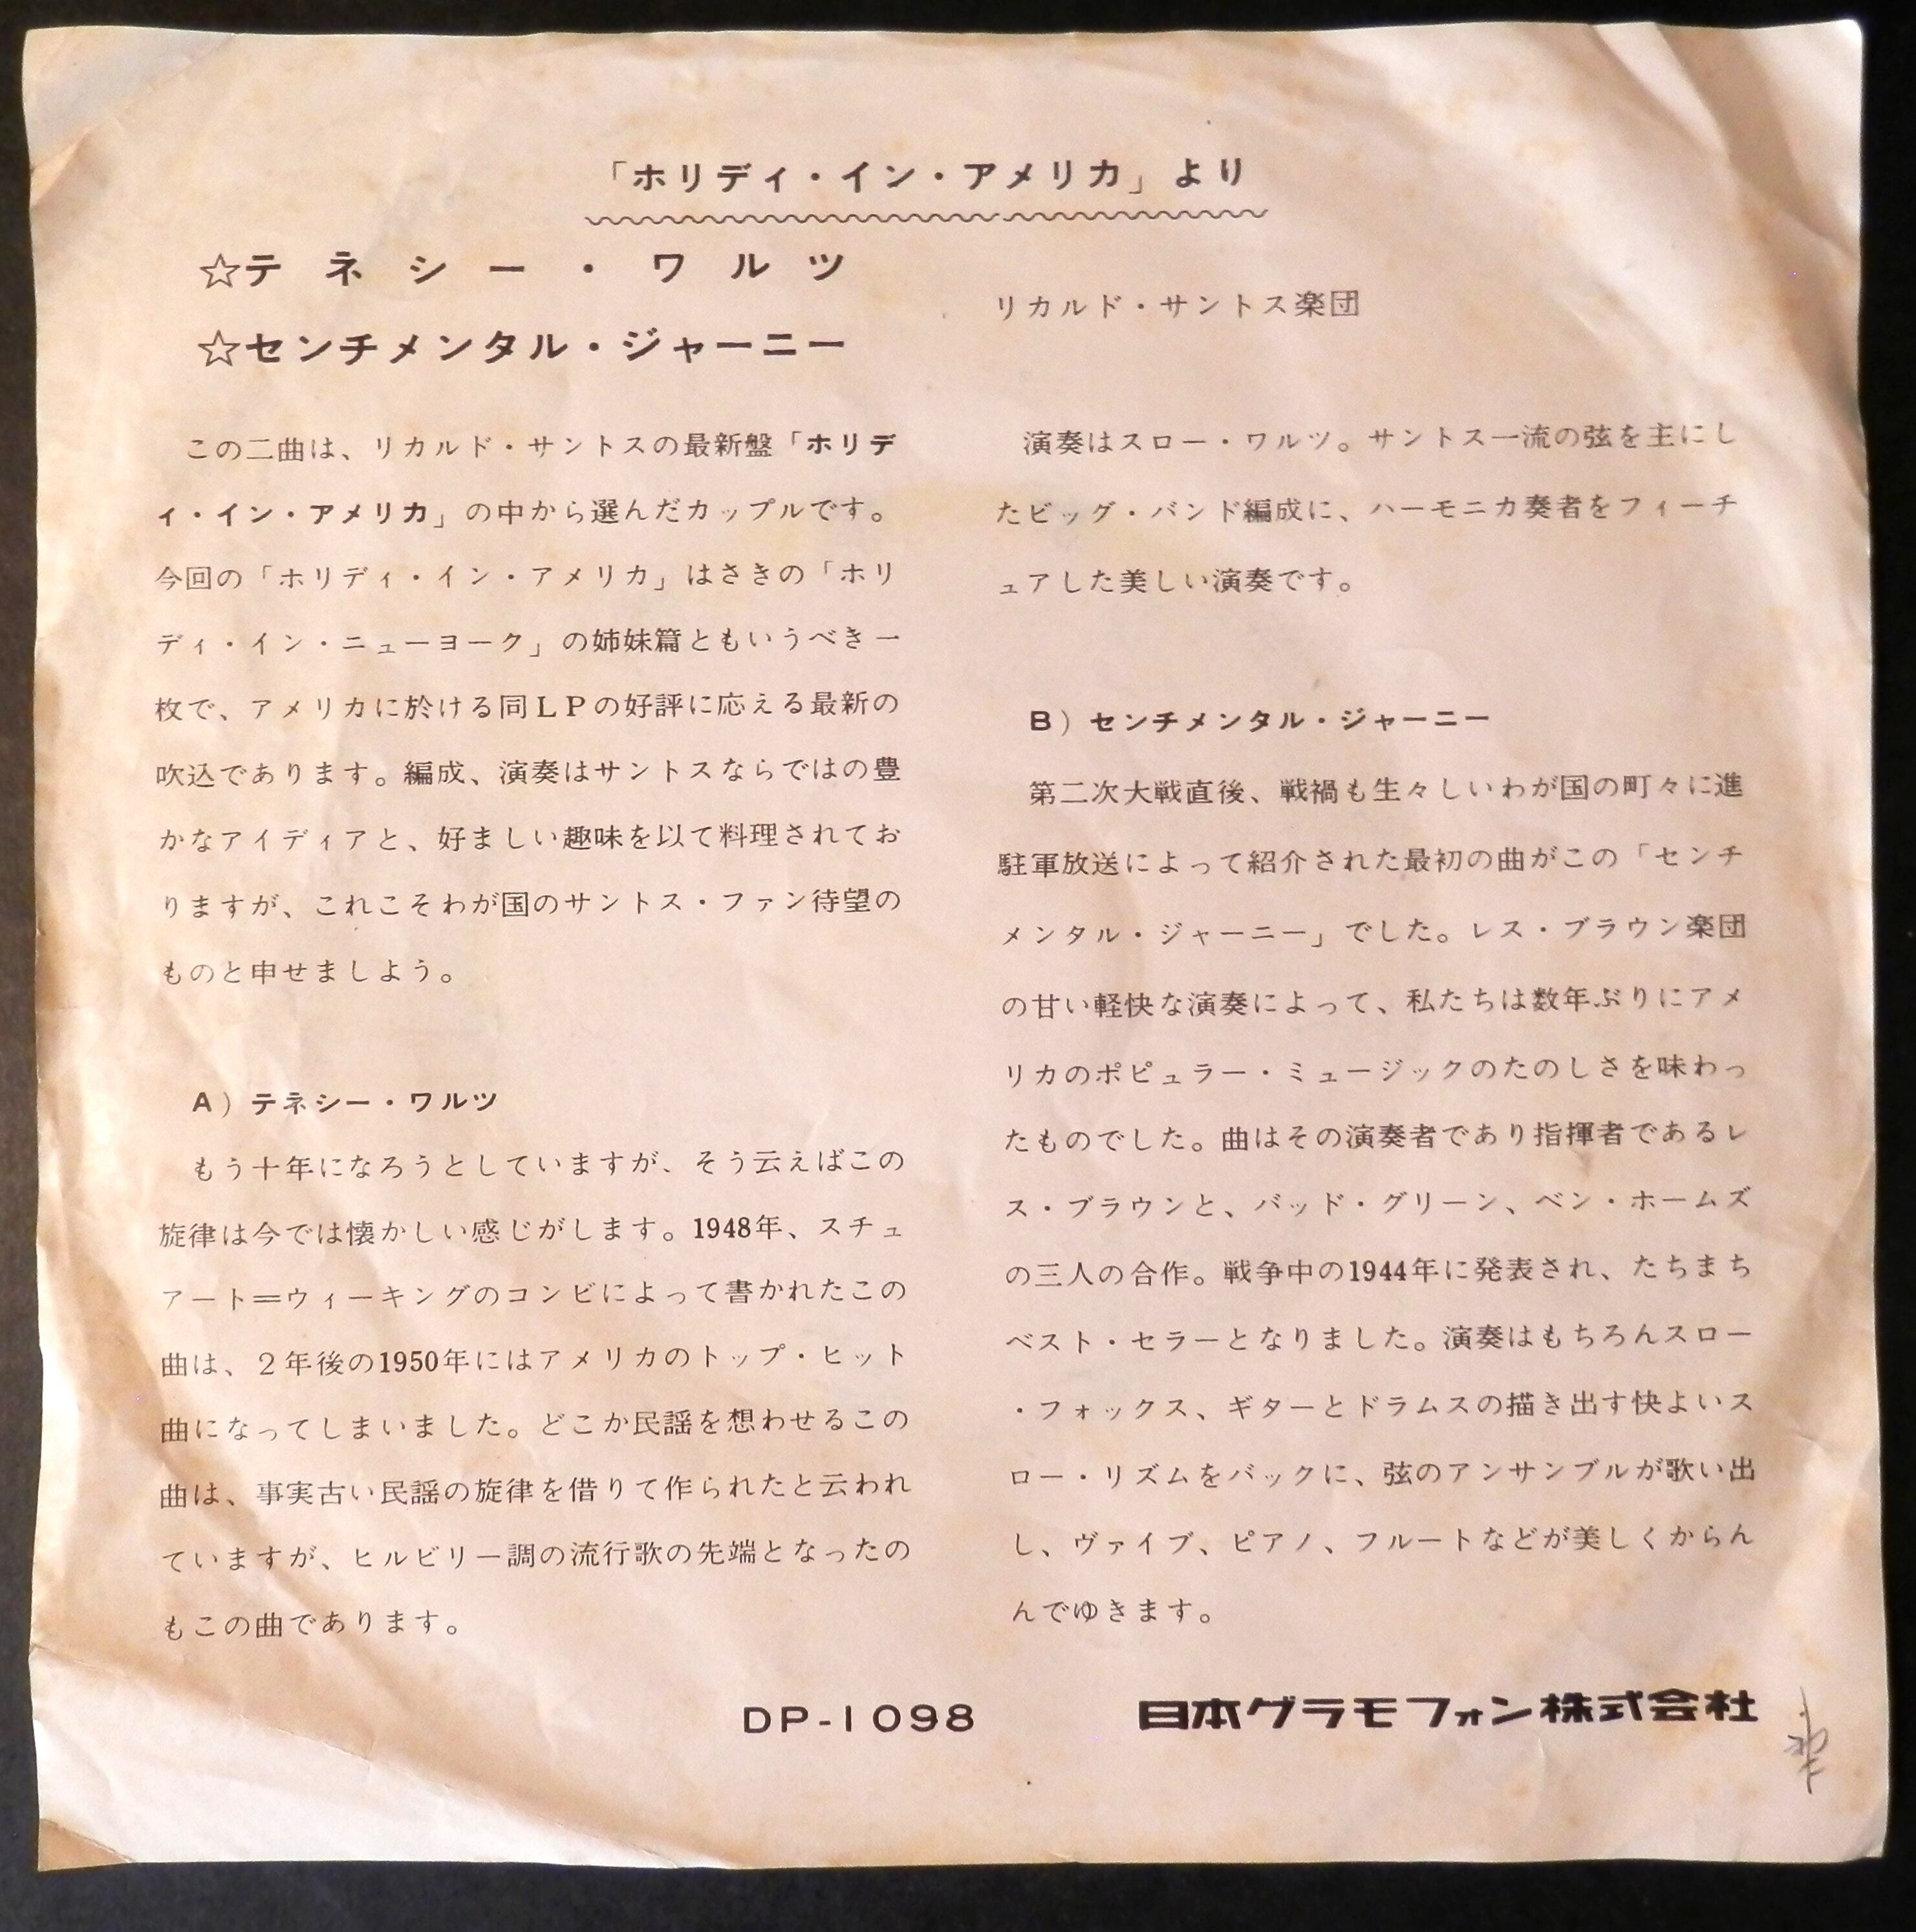 「ホリディ・イン・アメリカ」より
☆テネシー・ワルツ
☆センチメンタル・ジャーニー
リカルド・サントス楽団
この二曲は、リカルド・サントスの最新盤「ホリデ
ィ・イン・アメリカ」の中から選んだカップルです。
今回の「ホリディ・イン・アメリカ」はさきの「ホリ
ディ・イン・ニューヨーク」の姉妹篇ともいうべき一
枚で、アメリカに於ける同LPの好評に応える最新の
吹込であります。編成、演奏はサントスならではの豊
かなアイディアと、好ましい趣味を以て料理されてお
りますが、これこそわが国のサントス・ファン待望の
ものと申せましよう。
A）テネシー・ワルツ
もう十年になろうとしていますが、そう云えばこの
旋律は今では懐かしい感じがします。1948年、スチュ
アート＝ウィーキングのコンビによって書かれたこの
曲は、２年後の1950年にはアメリカのトップ・ヒット
曲になってしまいました。どこか民謡を想わせるこの
曲は、事実古い民謡の旋律を借りて作られたと云われ
ていますが、ヒルビリー調の流行歌の先端となったの
もこの曲であります。
演奏はスロー・ワルツ。サントス一流の弦を主にし
たビッグ・バンド編成に、ハーモニカ奏者をフィーチ
ュアした美しい演奏です。
B）センチメンタル・ジャーニー
第二次大戦直後、戦禍も生々しいわが国の町々に進
駐軍放送によって紹介された最初の曲がこの「センチ
メンタル・ジャーニー」でした。レス・ブラウン楽団
の甘い軽快な演奏によって、私たちは数年ぶりにアメ
リカのポピュラー・ミュージックのたのしさを味わっ
たものでした。曲はその演奏者であり指揮者であるレ
ス・ブラウンと、バッド・グリーン、ベン・ホームズ
の三人の合作。戦争中の1944年に発表され、たちまち
ベスト・セラーとなりました。演奏はもちろんスロー
・フォックス、ギターとドラムスの描き出す快よいス
ロー・リズムをバックに、弦のアンサンブルが歌い出
し、ヴァイブ、ピアノ、フルートなどが美しくからん
んでゆきます。
DP-1098
日本グラモフォン株式会社